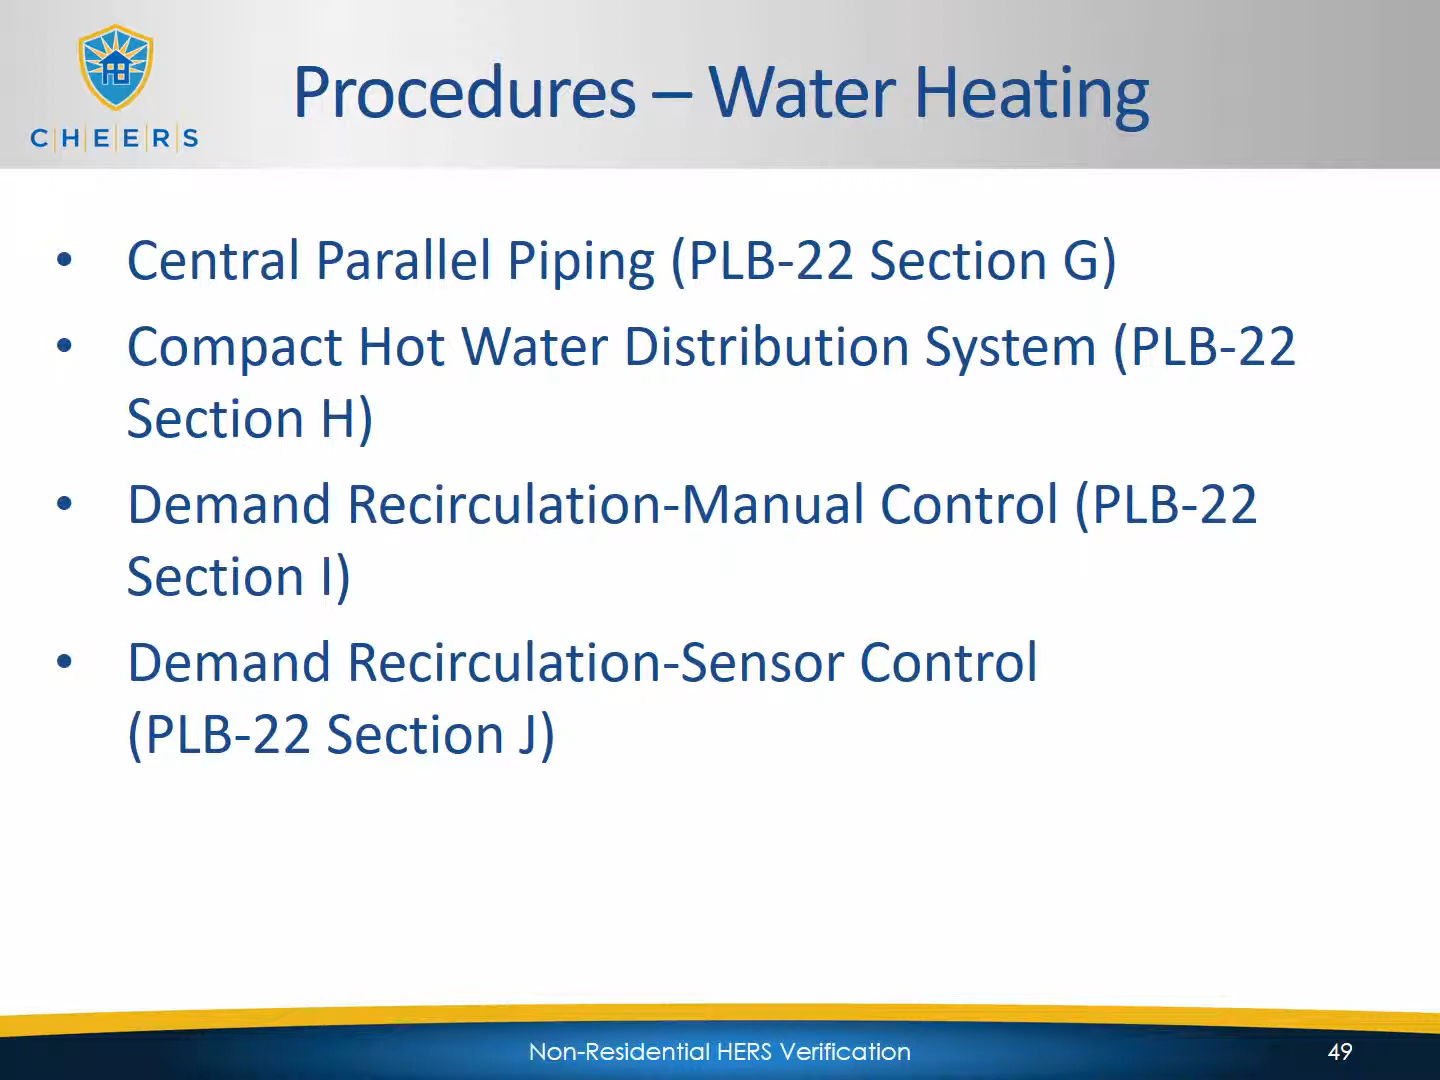 C|H|E|E|R|S
Procedures – Water Heating
• Central Parallel Piping (PLB-22 Section G)
• Compact Hot Water Distribution System (PLB-22
Section H)
• Demand Recirculation-Manual Control (PLB-22
Section I)
• Demand Recirculation-Sensor Control
(PLB-22 Section J)
Non-Residential HERS Verification
49